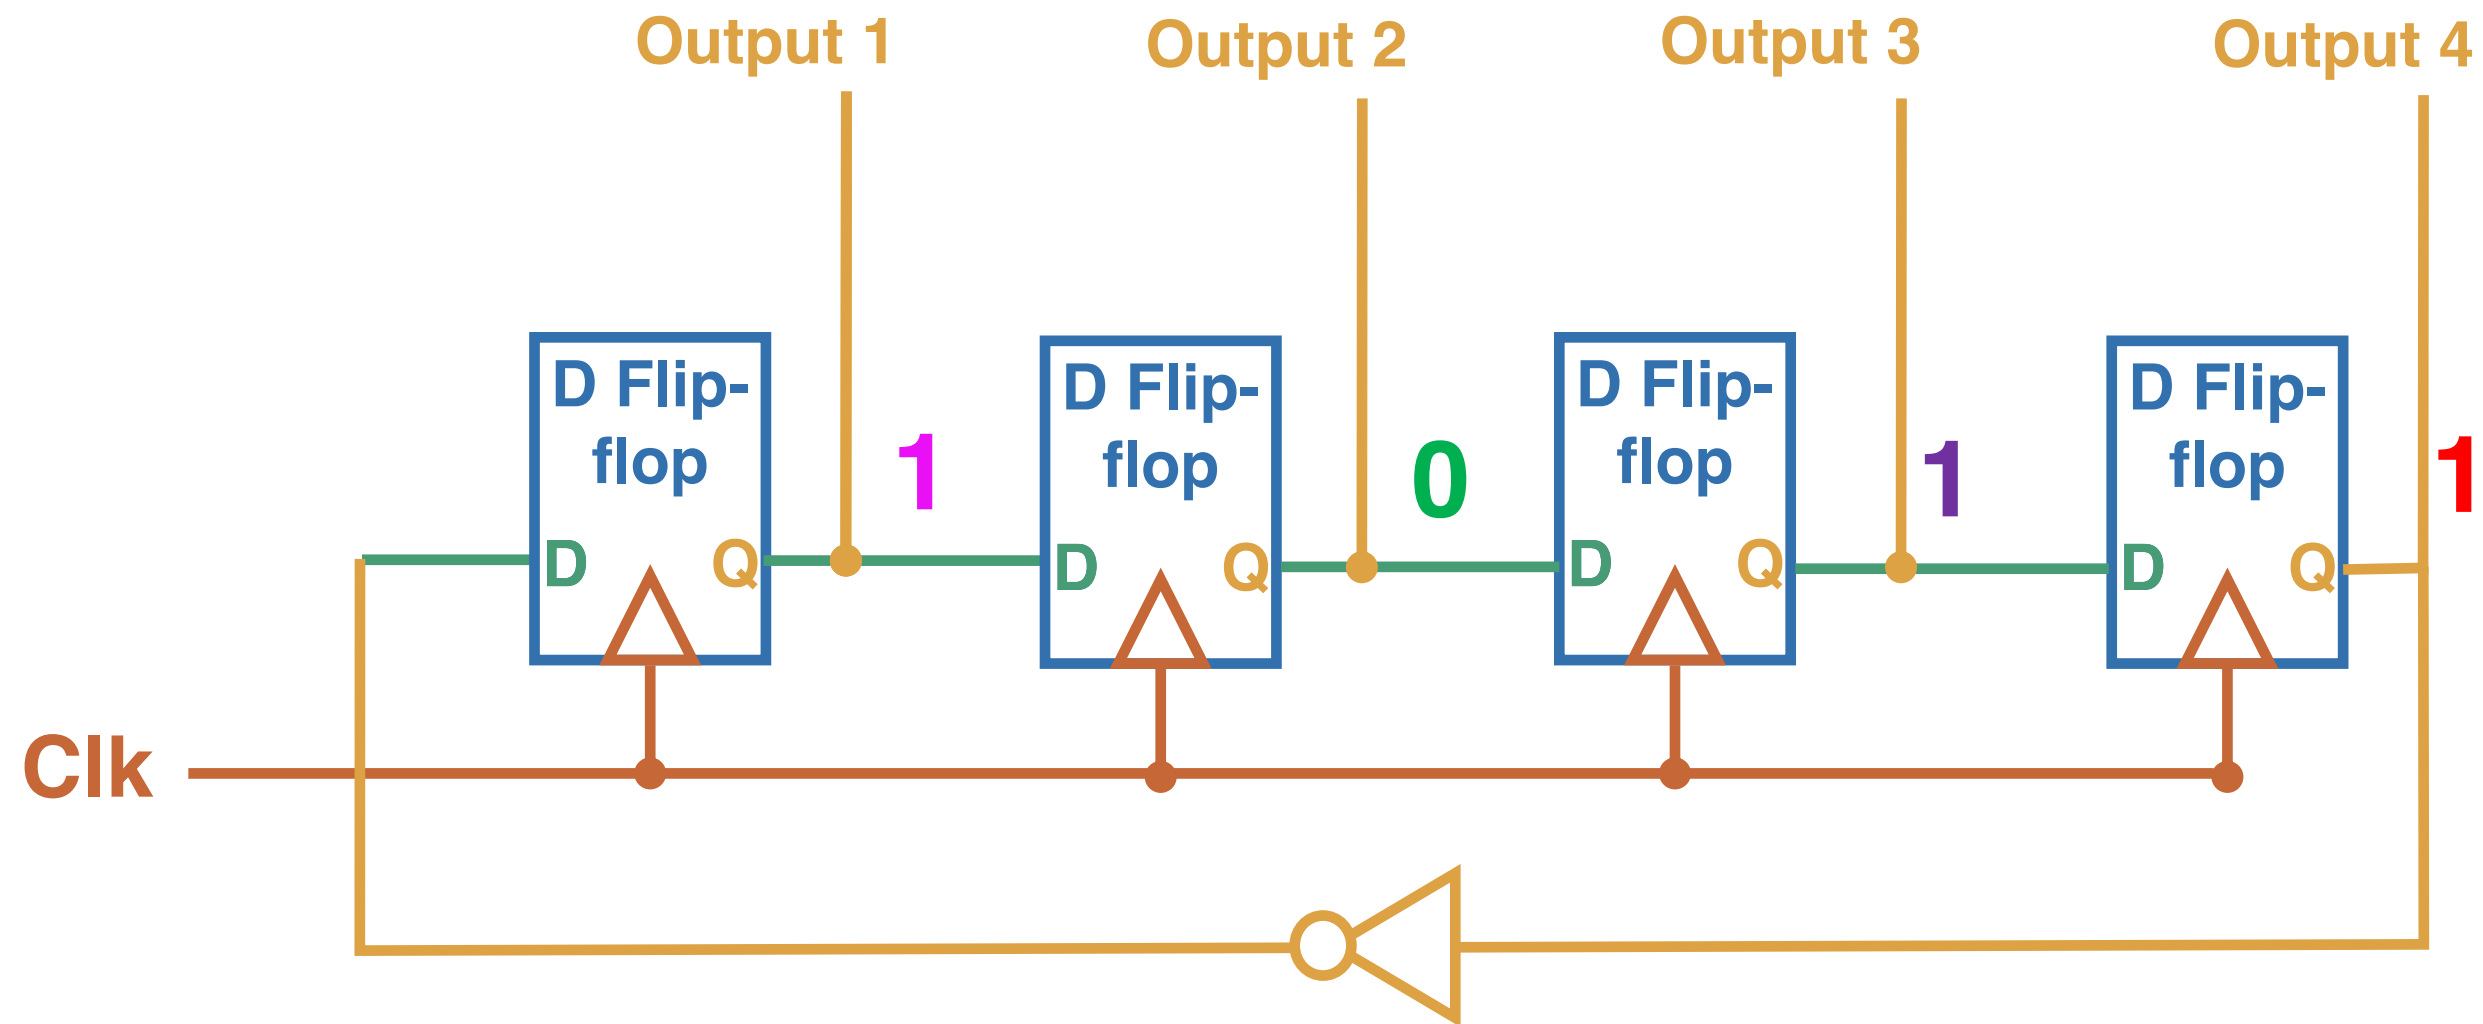 Output 1
Output 2
Output 3
Output 4
D Flip-
flop
D Q
1
D Flip-
flop
D Q
0
D Flip-
flop
D Q
1
D Flip-
flop
D Q
1
Clk